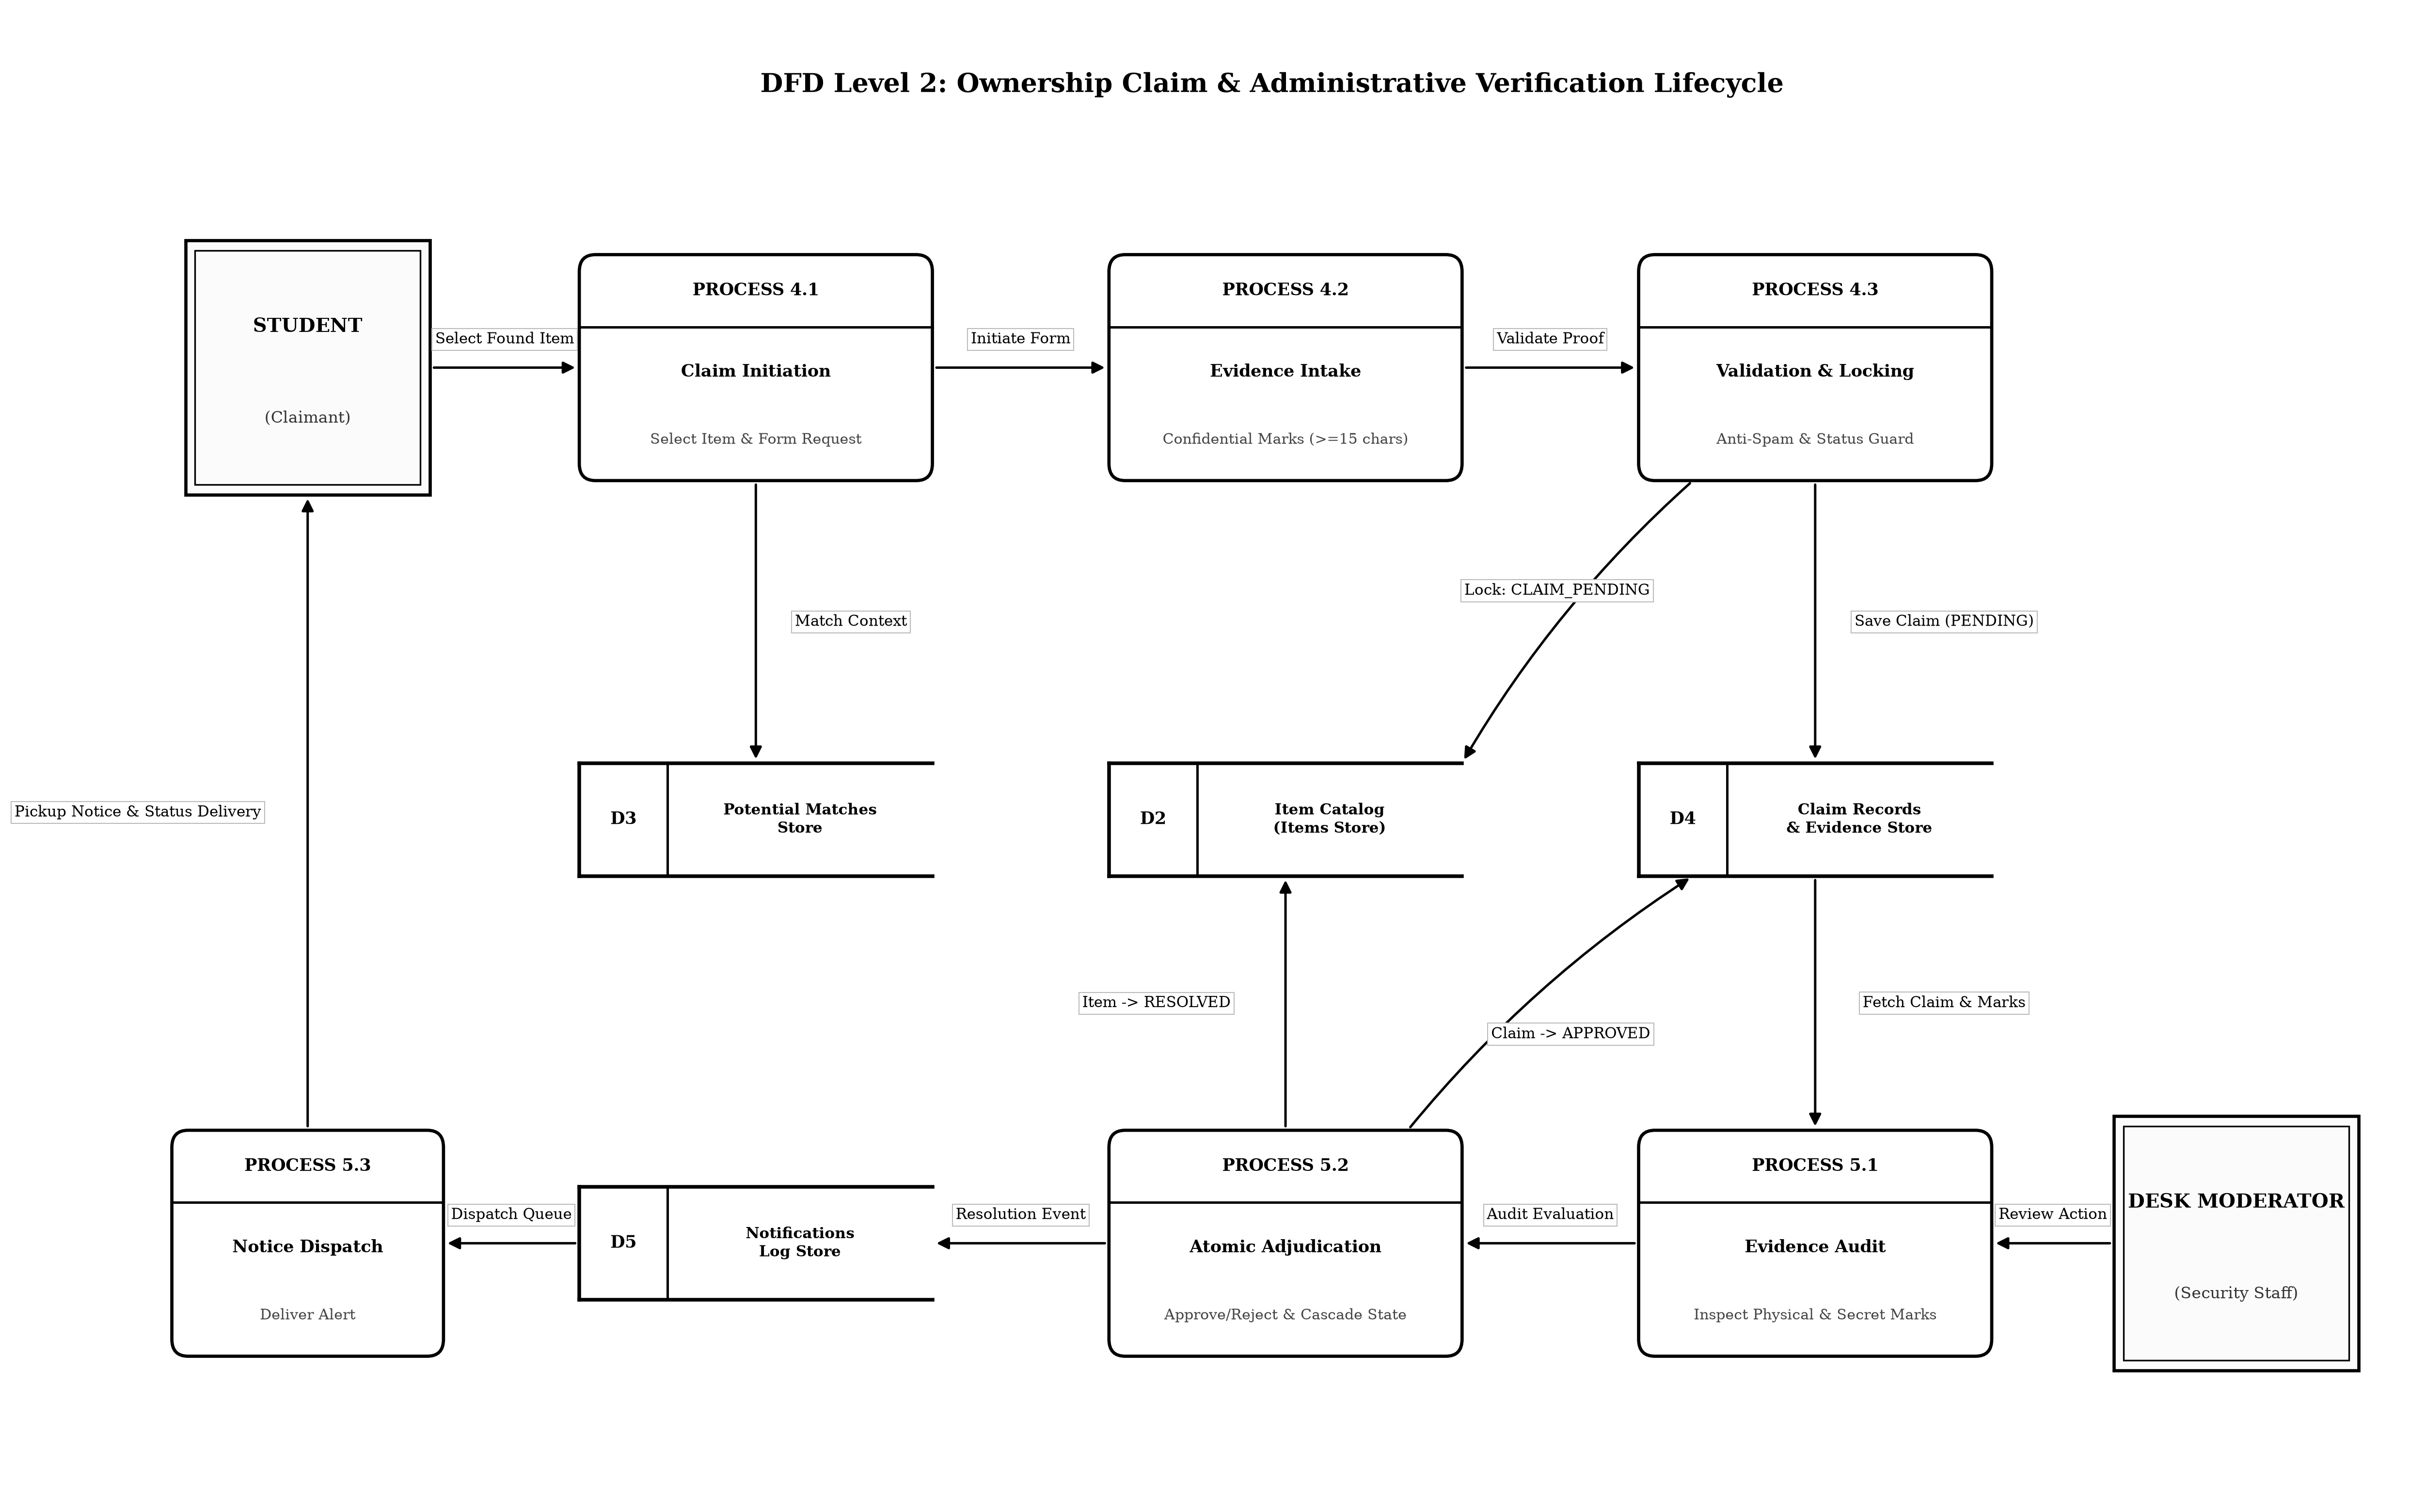 DFD Level 2: Ownership Claim & Administrative Verification Lifecycle
STUDENT
(Claimant)
Select Found Item
PROCESS 4.1
Claim Initiation
Select Item & Form Request
Initiate Form
PROCESS 4.2
Evidence Intake
Confidential Marks (>=15 chars)
Validate Proof
PROCESS 4.3
Validation & Locking
Anti-Spam & Status Guard
Match Context
Lock: CLAIM_PENDING
Save Claim (PENDING)
Pickup Notice & Status Delivery
D3
Potential Matches
Store
D2
Item Catalog
(Items Store)
D4
Claim Records
& Evidence Store
Item -> RESOLVED
Claim -> APPROVED
Fetch Claim & Marks
PROCESS 5.3
Notice Dispatch
Deliver Alert
Dispatch Queue
D5
Notifications
Log Store
Resolution Event
PROCESS 5.2
Atomic Adjudication
Approve/Reject & Cascade State
Audit Evaluation
PROCESS 5.1
Evidence Audit
Inspect Physical & Secret Marks
Review Action
DESK MODERATOR
(Security Staff)